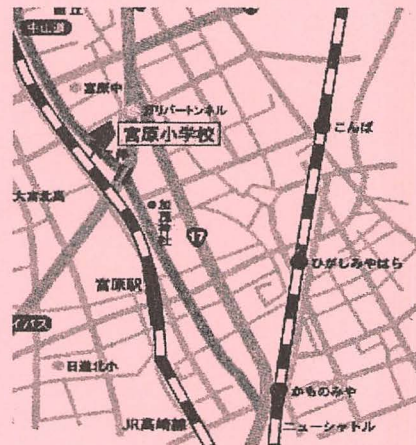 中山道
宮原中
ガリバートンネル
宮原小学校
こんば
大宮北高
加茂神社
17
ひがしみやはら
宮原駅
イパス
日進北小
かものみや
JR高崎線
ニューシャトル